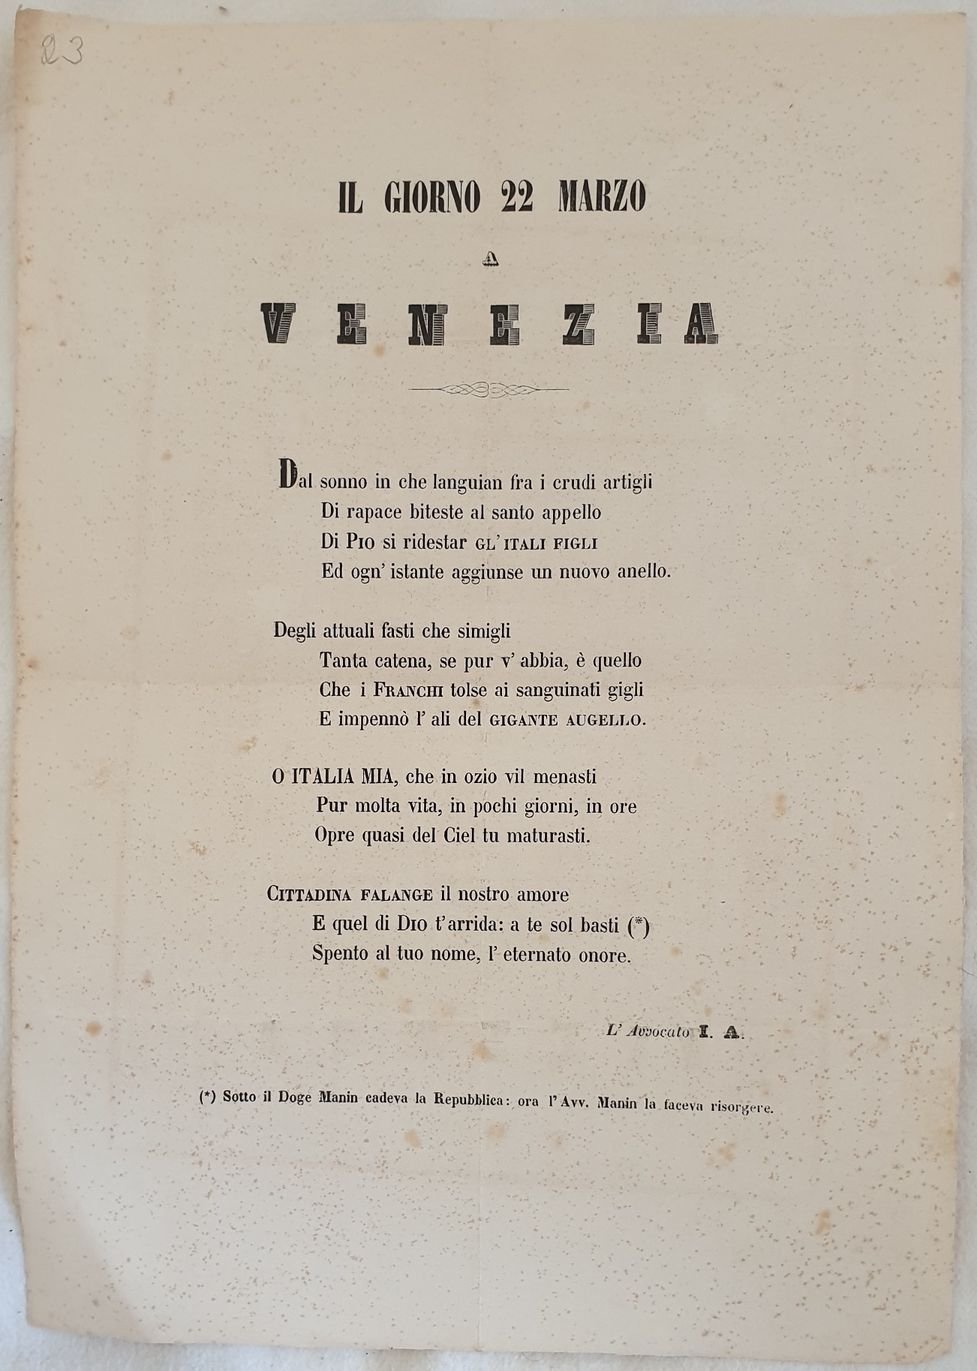 23
IL GIORNO 22 MARZO
A
VENEZIA
Dal sonno in che languian fra i crudi artigli
Di rapace biteste al santo appello
Di PIO si ridestar GL' ITALI FIGLI
Ed ogn' istante aggiunse un nuovo anello.
Degli attuali fasti che simigli
Tanta catena, se pur v' abbia, è quello
Che i FRANCHI tolse ai sanguinati gigli
E impennò l' ali del GIGANTE AUGELLO.
O ITALIA MIA, che in ozio vil menasti
Pur molta vita, in pochi giorni, in ore
Opre quasi del Ciel tu maturasti.
CITTADINA FALANGE il nostro amore
E quel di DIO t'arrida: a te sol basti (*)
Spento al tuo nome, l' eternato onore.
L' Avvocato I. A.
(*) Sotto il Doge Manin cadeva la Repubblica: ora l' Avv. Manin la faceva risorgere.